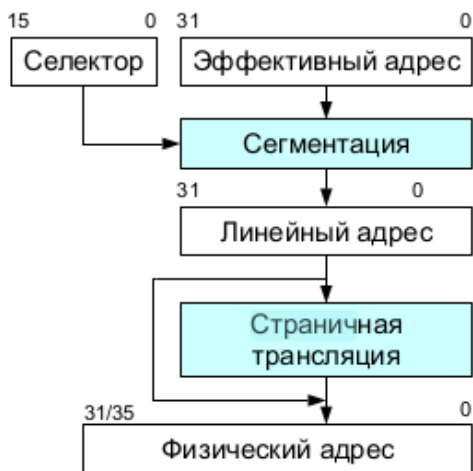 15 0 31 0
Селектор Эффективный адрес
Сегментация
31 0
Линейный адрес
Страничная
трансляция
31/35 0
Физический адрес